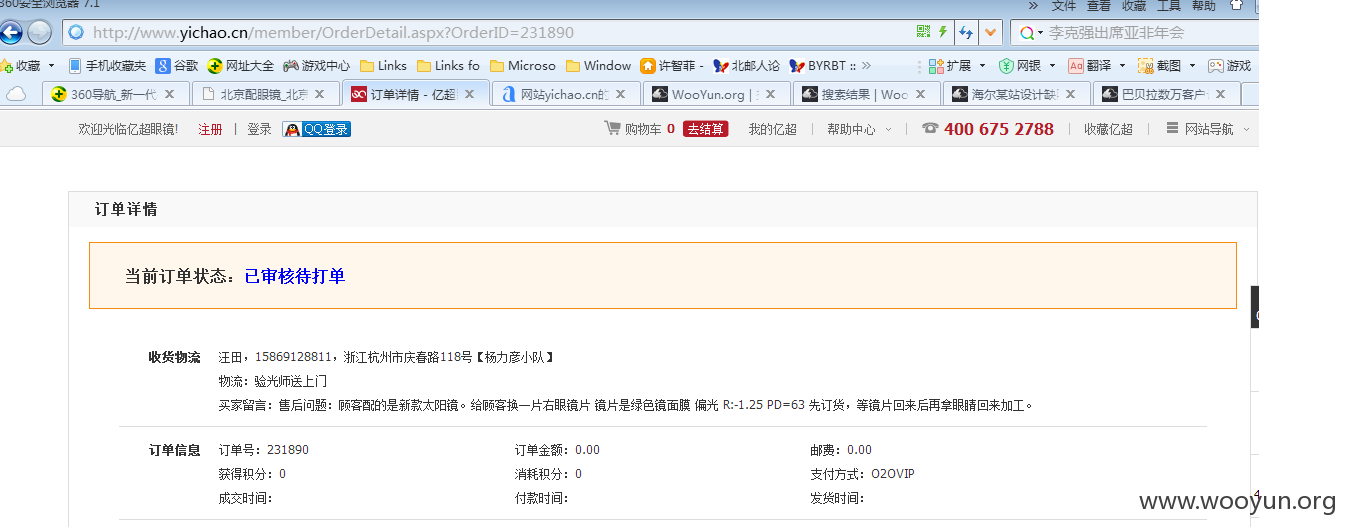 360安全浏览器 7.1
» 文件 查看 收藏 工具 帮助
http://www.yichao.cn/member/OrderDetail.aspx?OrderID=231890
李克强出席亚非年会
收藏 手机收藏夹 谷歌 网址大全 游戏中心 Links Links fo Microso Window 许智菲 - 北邮人论 BYRBT :: » 扩展 网银 Aa 翻译 截图 游戏
360导航_新一代 北京配眼镜_北京 订单详情 - 亿超 网站yichao.cn的 WooYun.org | 搜索结果 | Woo 海尔某站设计缺 巴贝拉数万客户
欢迎光临亿超眼镜! 注册 | 登录 QQ登录 购物车 0 去结算 我的亿超 | 帮助中心 | 400 675 2788 | 收藏亿超 | 网站导航
订单详情
当前订单状态：已审核待打单
收货物流 汪田，15869128811，浙江杭州市庆春路118号【杨力彦小队】
物流：验光师送上门
买家留言：售后问题：顾客配的是新款太阳镜。给顾客换一片右眼镜片 镜片是绿色镜面膜 偏光 R:-1.25 PD=63 先订货，等镜片回来后再拿眼睛回来加工。
订单信息 订单号：231890 订单金额：0.00 邮费：0.00
获得积分：0 消耗积分：0 支付方式：O2OVIP
成交时间： 付款时间： 发货时间：
www.wooyun.org